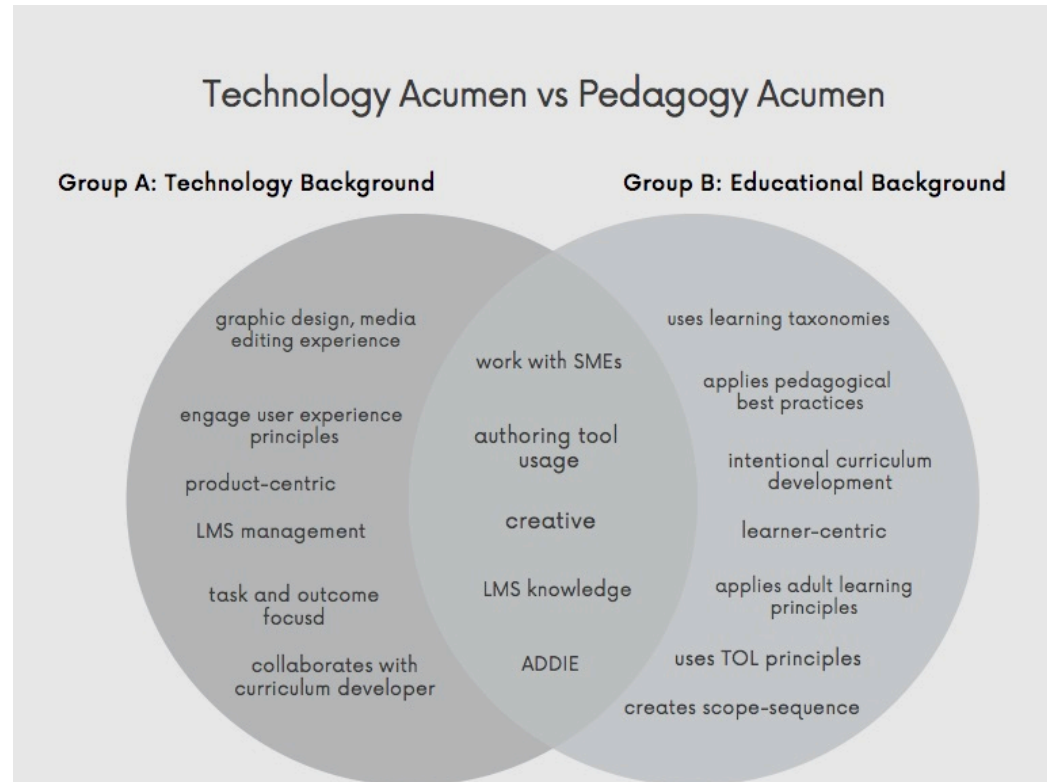 Technology Acumen vs Pedagogy Acumen
Group A: Technology Background
Group B: Educational Background
graphic design, media
editing experience
engage user experience
principles
product-centric
LMS management
task and outcome
focusd
collaborates with
curriculum developer
work with SMEs
authoring tool
usage
creative
LMS knowledge
ADDIE
uses learning taxonomies
applies pedagogical
best practices
intentional curriculum
development
learner-centric
applies adult learning
principles
uses TOL principles
creates scope-sequence